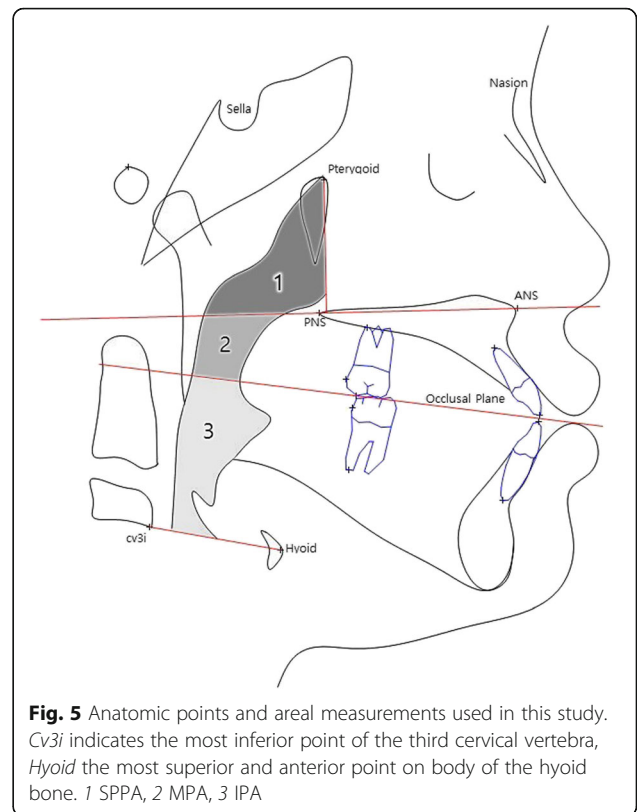 Nasion
Sella
Pterygoid
1
ANS
PNS
2
Occlusal Plane
3
cv3i
Hyoid
Fig. 5 Anatomic points and areal measurements used in this study.
Cv3i indicates the most inferior point of the third cervical vertebra,
Hyoid the most superior and anterior point on body of the hyoid
bone. 1 SPPA, 2 MPA, 3 IPA